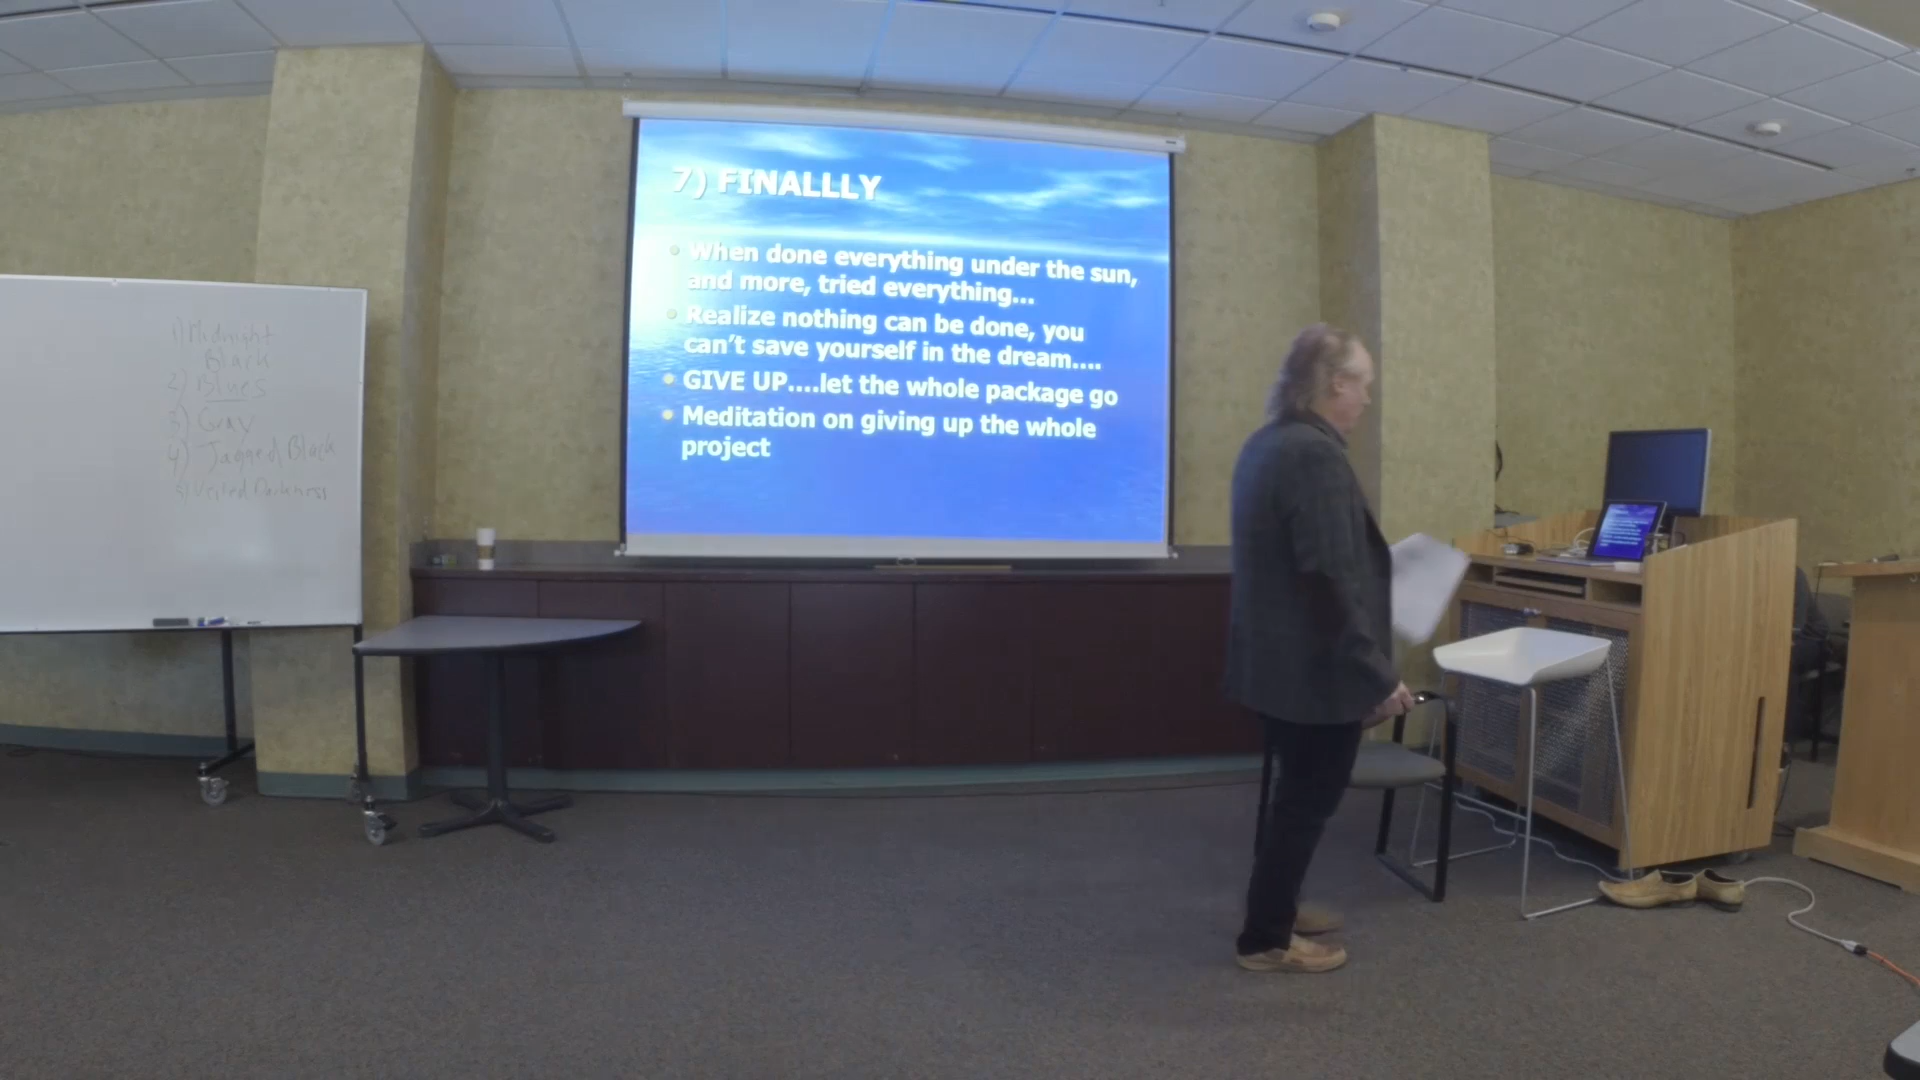 7) FINALLLY
When done everything under the sun,
and more, tried everything...
Realize nothing can be done, you
can't save yourself in the dream....
GIVE UP....let the whole package go
Meditation on giving up the whole
project
1) Midnight
Black
2) Blues
3) Gray
4) Jagged Black
5) Darkness